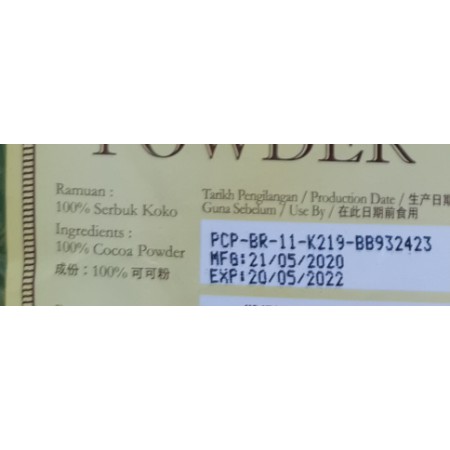 POWDER
Ramuan :
100% Serbuk Koko
Ingredients :
100% Cocoa Powder
成份：100% 可可粉
Tarikh Pengilangan / Production Date / 生产日期
Guna Sebelum / Use By / 在此日期前食用
PCP-BR-11-K219-BB932423
MFG:21/05/2020
EXP:20/05/2022